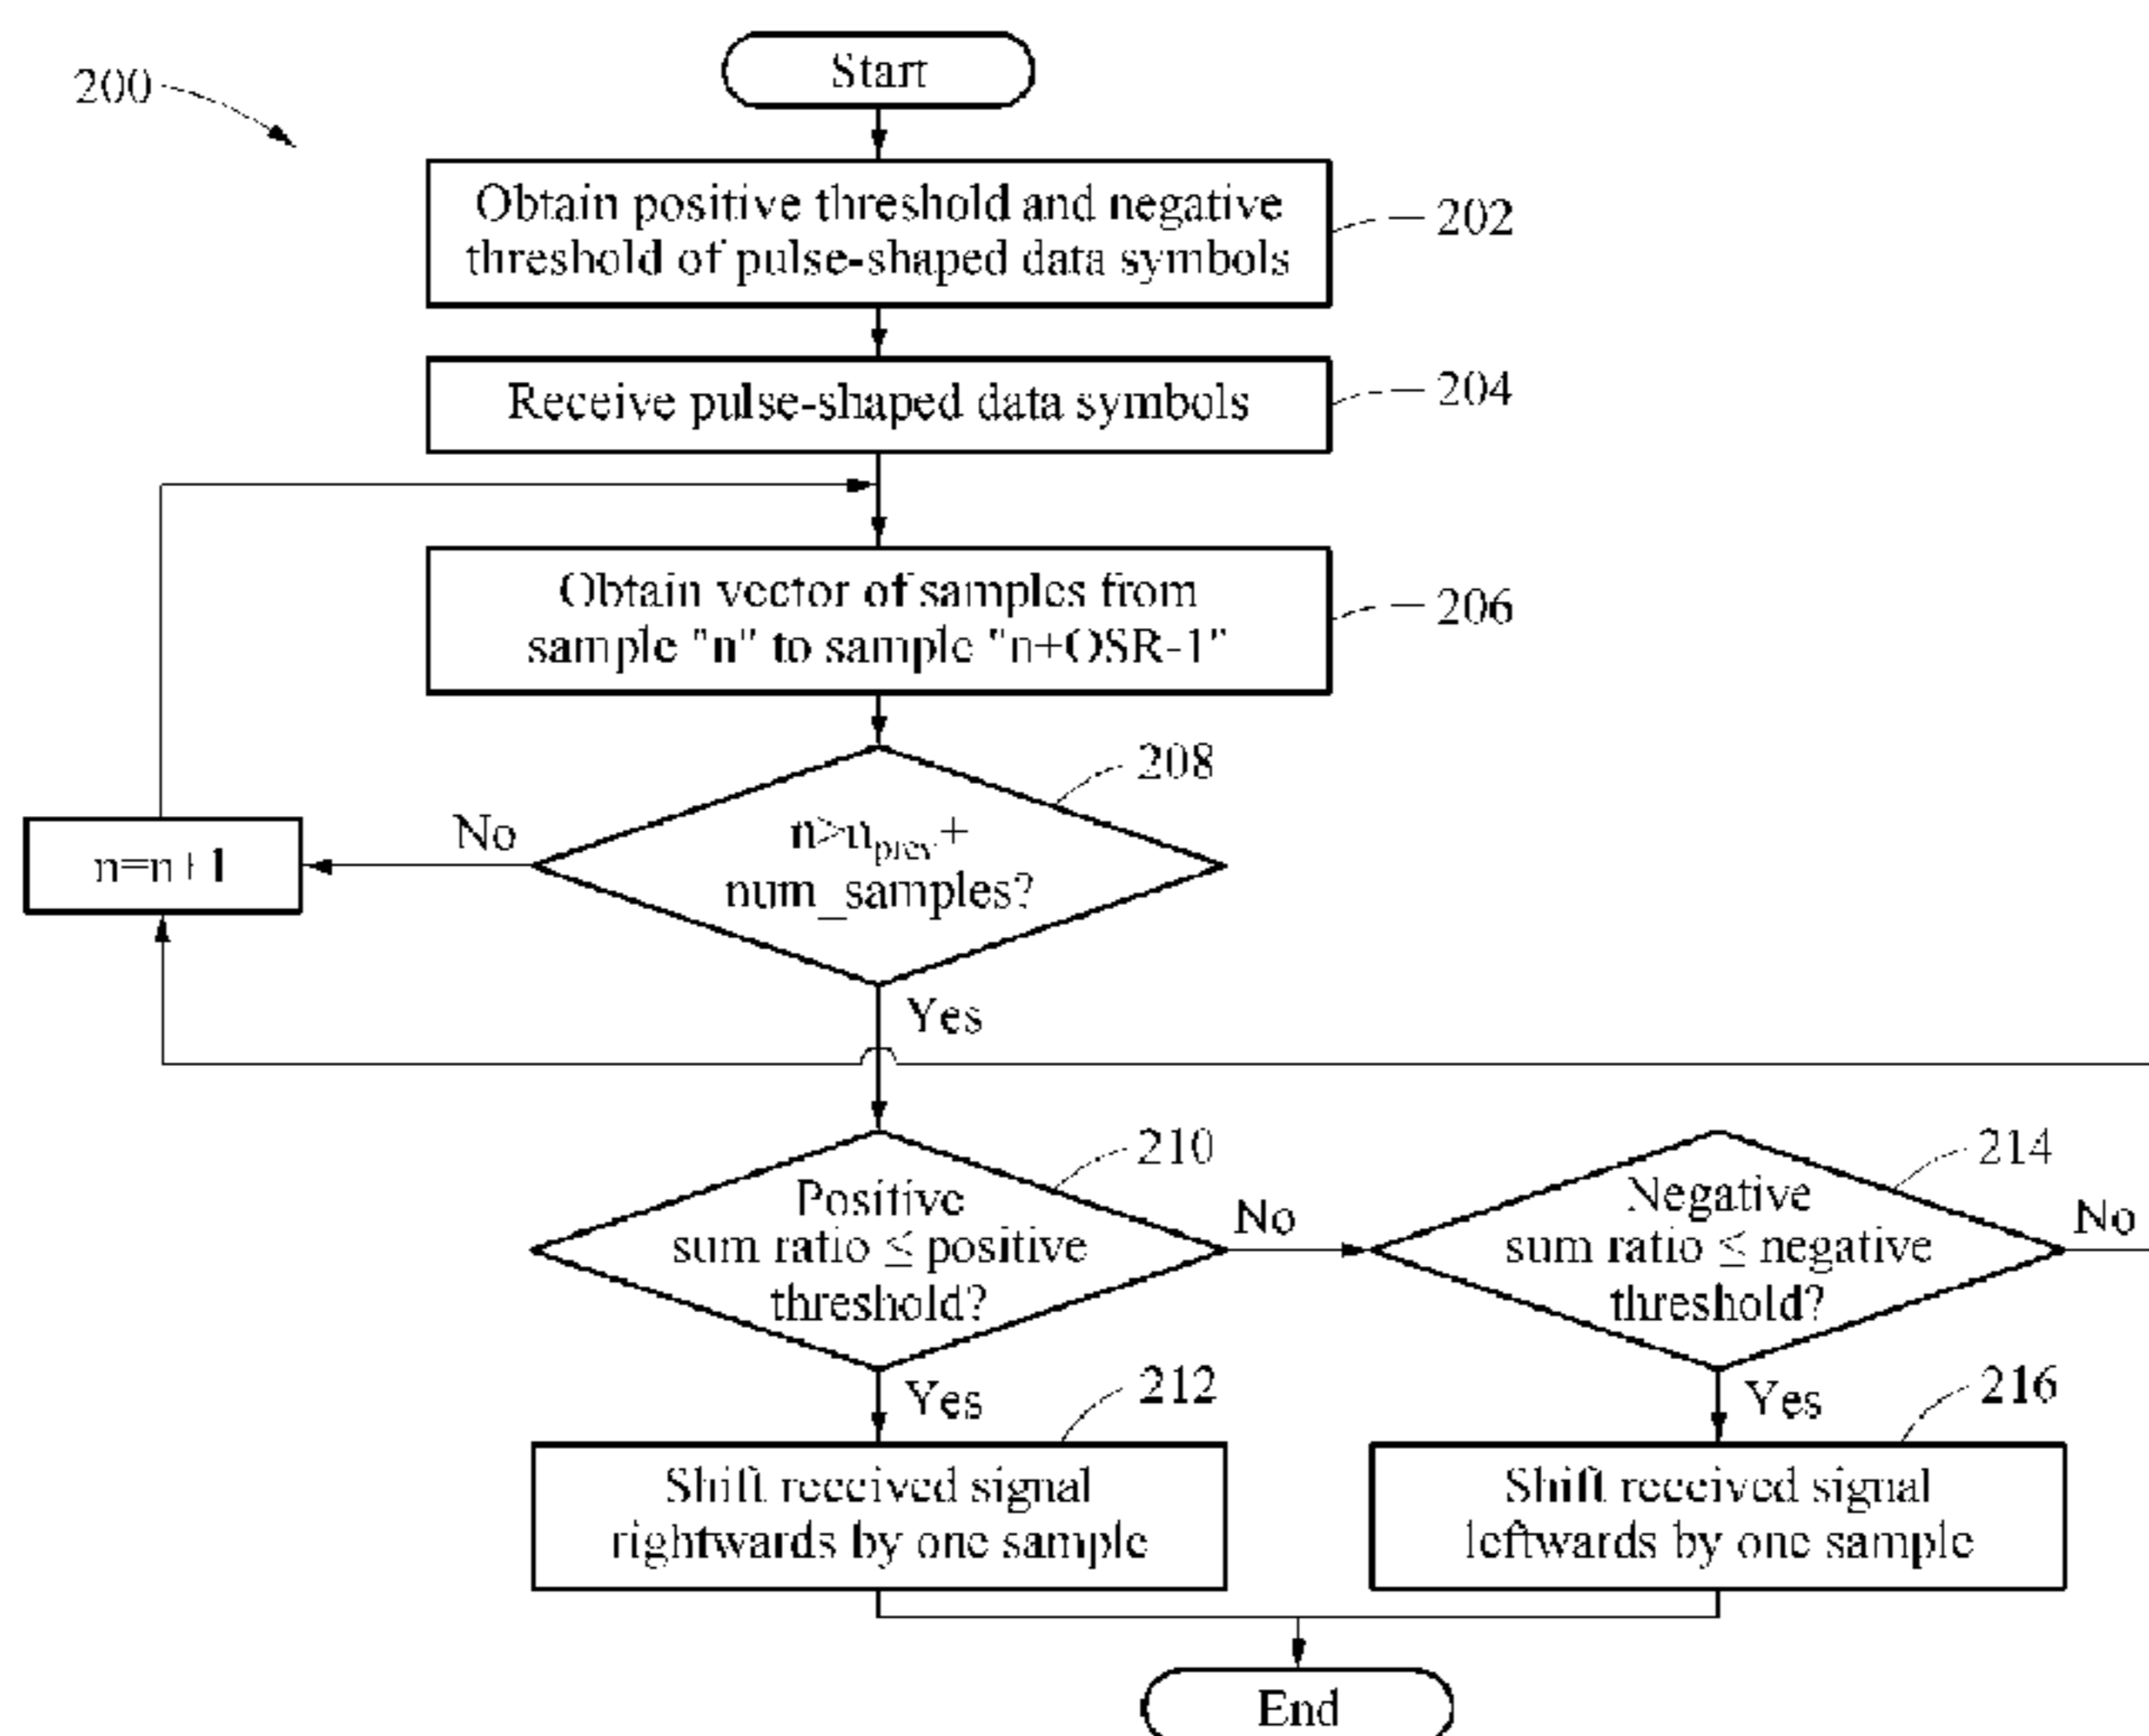 200
Start
Obtain positive threshold and negative
threshold of pulse-shaped data symbols
202
Receive pulse-shaped data symbols
204
Obtain vector of samples from
sample "n" to sample "n+OSR-1"
206
208
n>nprev+
num_samples?
No
n=n+1
Yes
210
Positive
sum ratio ≤ positive
threshold?
No
214
Negative
sum ratio ≤ negative
threshold?
No
Yes
212
Shift received signal
rightwards by one sample
Yes
216
Shift received signal
leftwards by one sample
End